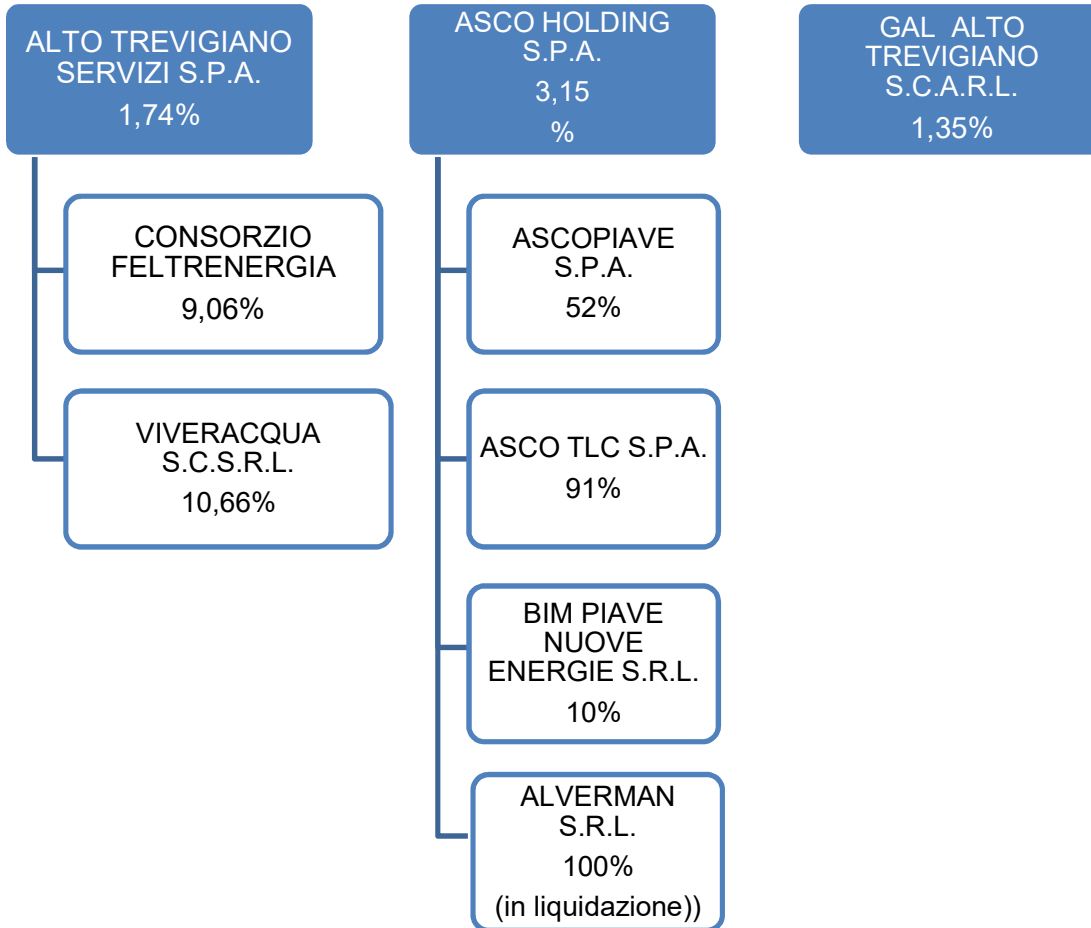 ALTO TREVIGIANO
SERVIZI S.P.A.
1,74%
CONSORZIO
FELTRENERGIA
9,06%
VIVERACQUA
S.C.S.R.L.
10,66%
ASCO HOLDING
S.P.A.
3,15
%
ASCOPIAVE
S.P.A.
52%
ASCO TLC S.P.A.
91%
BIM PIAVE
NUOVE
ENERGIE S.R.L.
10%
ALVERMAN
S.R.L.
100%
(in liquidazione))
GAL ALTO
TREVIGIANO
S.C.A.R.L.
1,35%